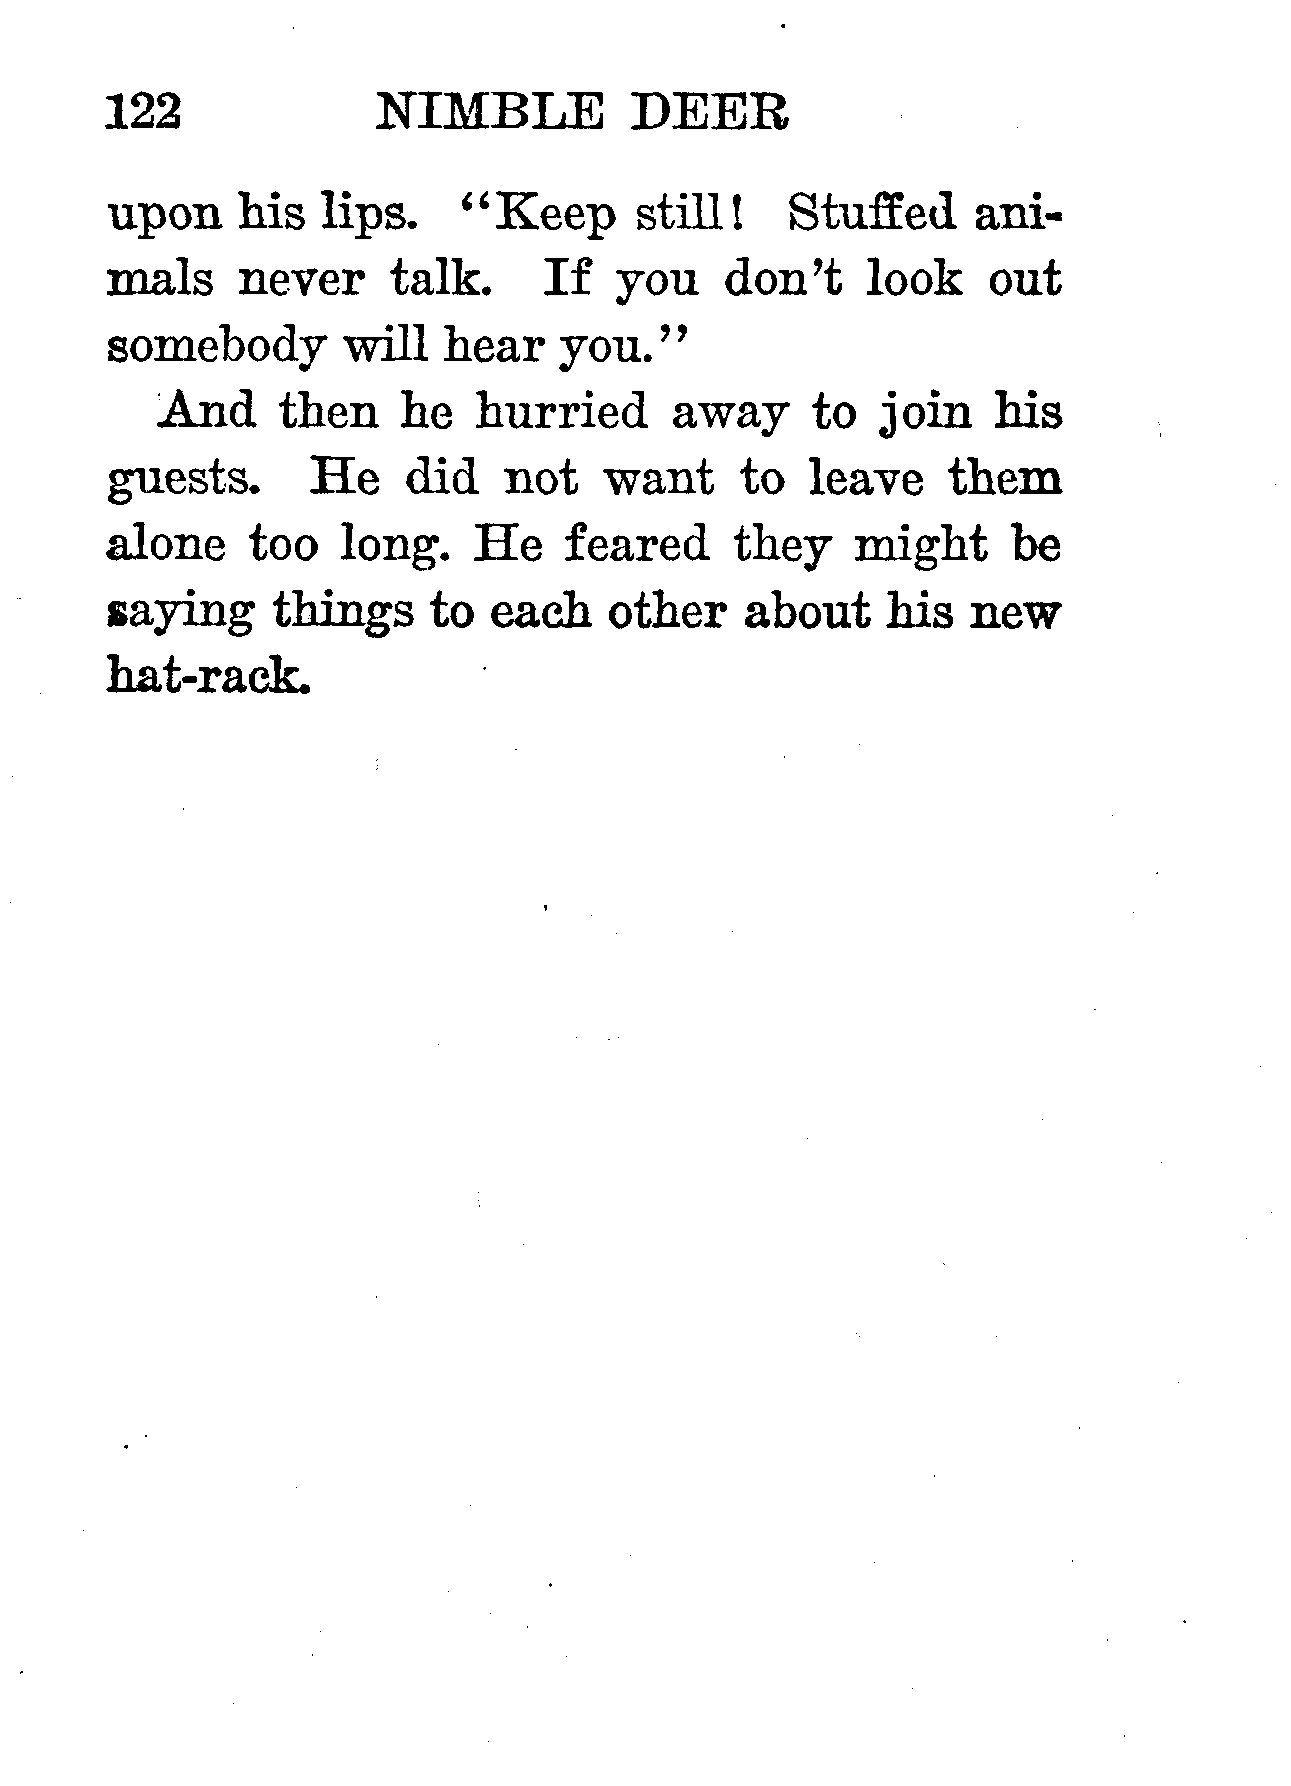 122 NIMBLE DEER
upon his lips. “Keep still! Stuffed ani-
mals never talk. If you don’t look out
somebody will hear you.”
And then he hurried away to join his
guests. He did not want to leave them
alone too long. He feared they might be
saying things to each other about his new
hat-rack.